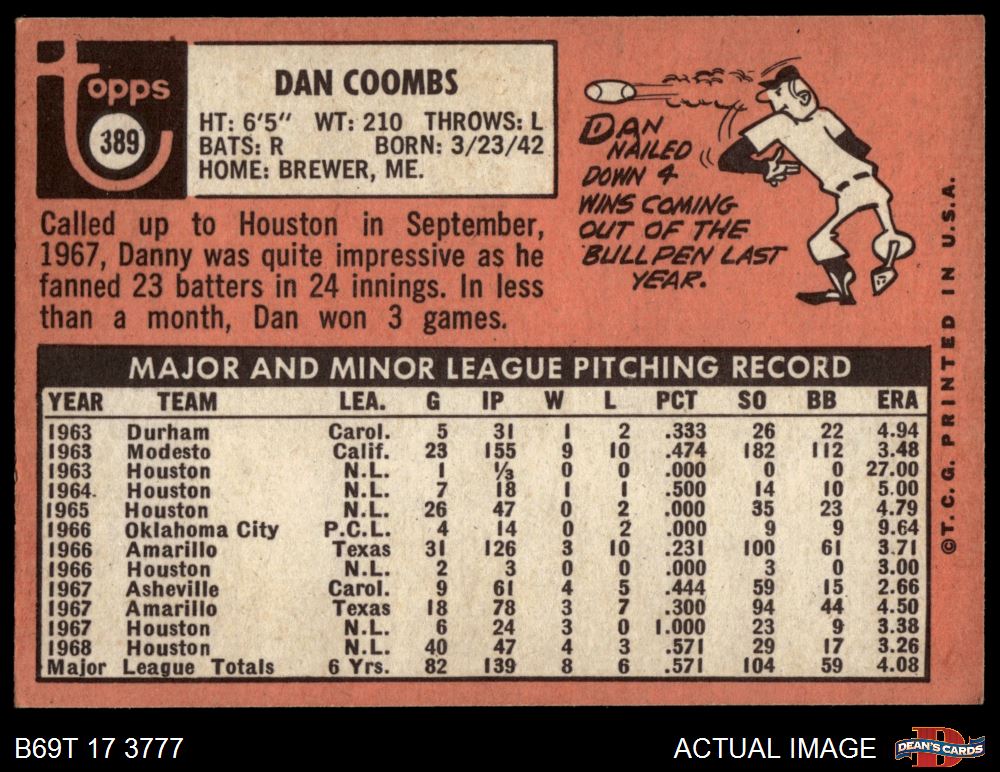 Topps
389
DAN COOMBS
HT: 6'5" WT: 210 THROWS: L
BATS: R BORN: 3/23/42
HOME: BREWER, ME.
DAN
NAILED
DOWN 4
WINS COMING
OUT OF THE
BULLPEN LAST
YEAR.
Called up to Houston in September,
1967, Danny was quite impressive as he
fanned 23 batters in 24 innings. In less
than a month, Dan won 3 games.
MAJOR AND MINOR LEAGUE PITCHING RECORD
YEAR TEAM LEA. G IP W L PCT SO BB ERA
1963 Durham Carol. 5 31 1 2 .333 26 22 4.94
1963 Modesto Calif. 23 155 9 10 .474 182 112 3.48
1963 Houston N.L. 1 ⅓ 0 0 .000 0 0 27.00
1964 Houston N.L. 7 18 1 1 .500 14 10 5.00
1965 Houston N.L. 26 47 0 2 .000 35 23 4.79
1966 Oklahoma City P.C.L. 4 14 0 2 .000 9 9 9.64
1966 Amarillo Texas 31 126 3 10 .231 100 61 3.71
1966 Houston N.L. 2 3 0 0 .000 3 0 3.00
1967 Asheville Carol. 9 61 4 5 .444 59 15 2.66
1967 Amarillo Texas 18 78 3 7 .300 94 44 4.50
1967 Houston N.L. 6 24 3 0 1.000 23 9 3.38
1968 Houston N.L. 40 47 4 3 .571 29 17 3.26
Major League Totals 6 Yrs. 82 139 8 6 .571 104 59 4.08
©T.C.G. PRINTED IN U.S.A.
B69T 17 3777
ACTUAL IMAGE
D
DEAN'S CARDS